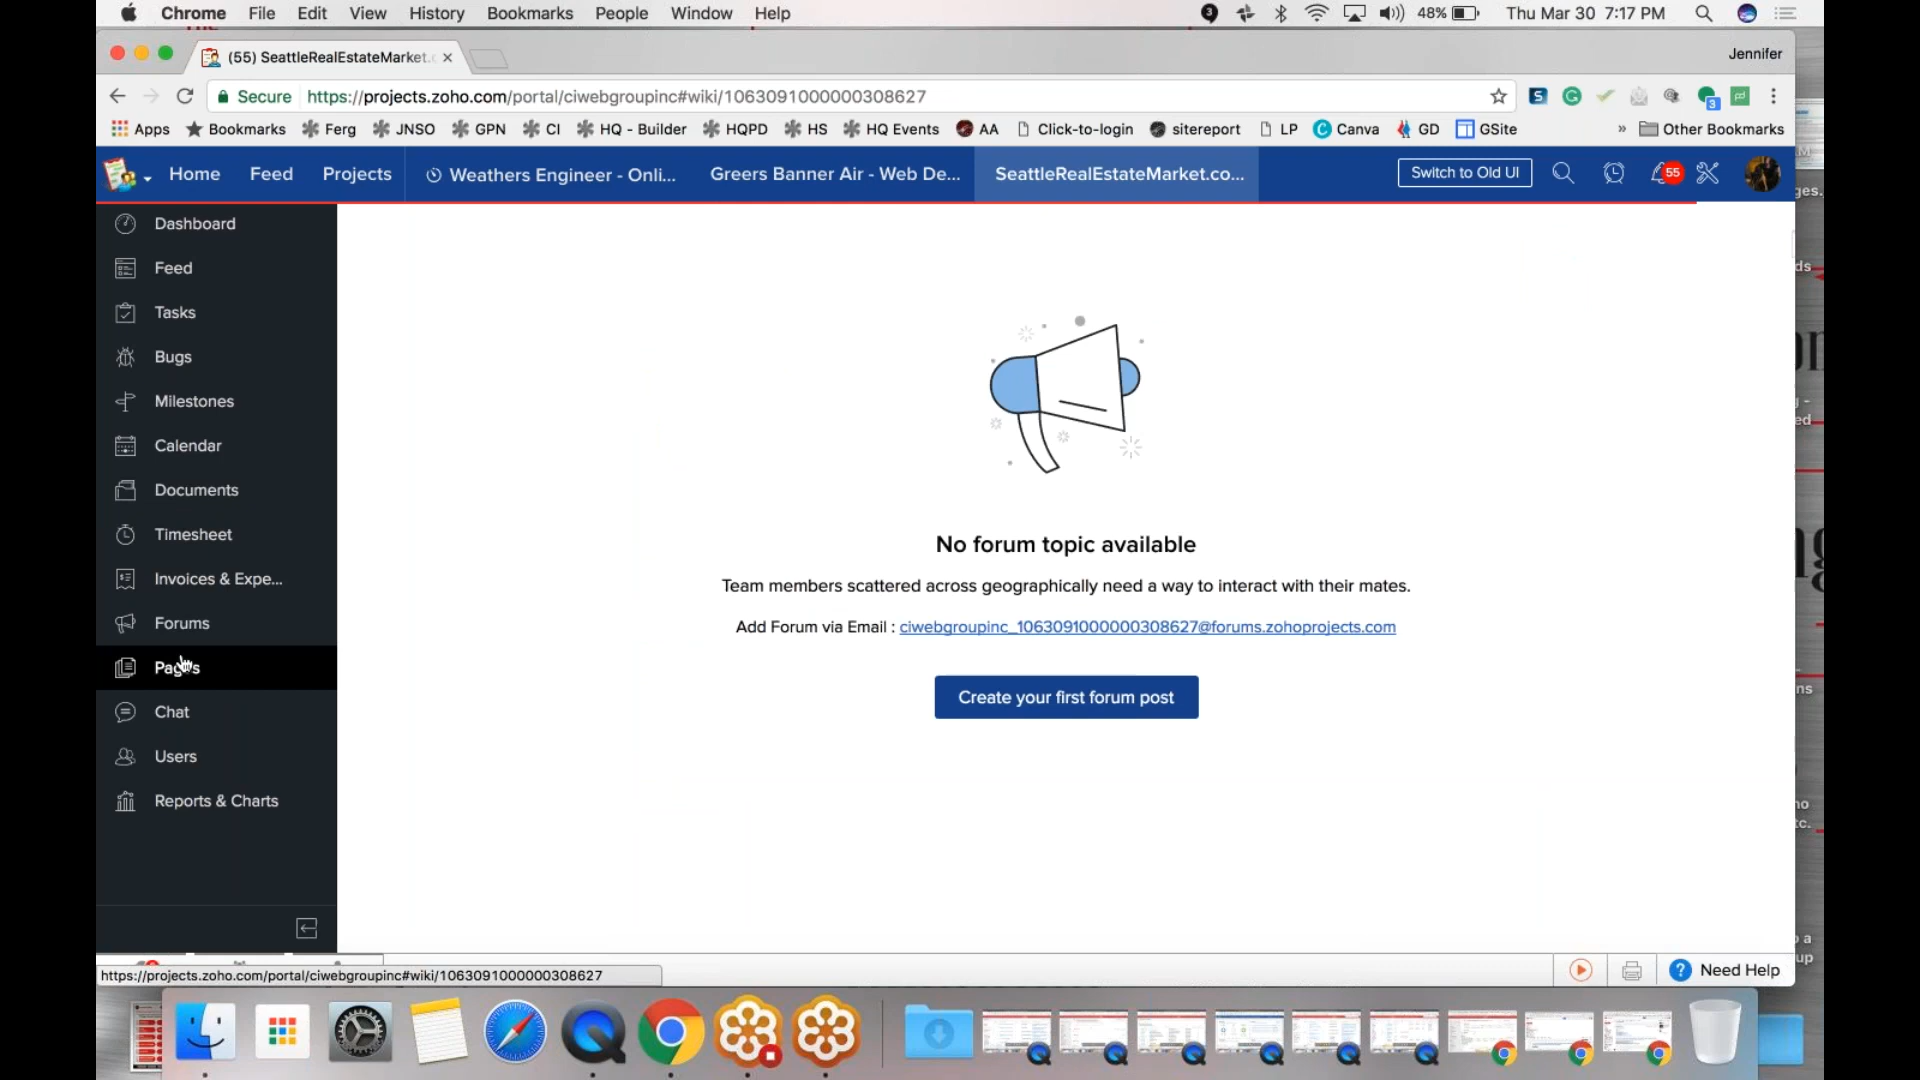 Chrome File Edit View History Bookmarks People Window Help 3 48% Thu Mar 30 7:17 PM
(55) SeattleRealEstateMarket.c Jennifer
Secure https://projects.zoho.com/portal/ciwebgroupinc#wiki/1063091000000308627
Apps Bookmarks Ferg JNSO GPN CI HQ - Builder HQPD HS HQ Events AA Click-to-login sitereport LP Canva GD GSite » Other Bookmarks
Home Feed Projects Weathers Engineer - Onli... Greers Banner Air - Web De... SeattleRealEstateMarket.co... Switch to Old UI 55
Dashboard
Feed
Tasks
Bugs
Milestones
Calendar
Documents
Timesheet
Invoices & Expe...
Forums
Pages
Chat
Users
Reports & Charts
No forum topic available
Team members scattered across geographically need a way to interact with their mates.
Add Forum via Email : ciwebgroupinc_1063091000000308627@forums.zohoprojects.com
Create your first forum post
https://projects.zoho.com/portal/ciwebgroupinc#wiki/1063091000000308627
? Need Help